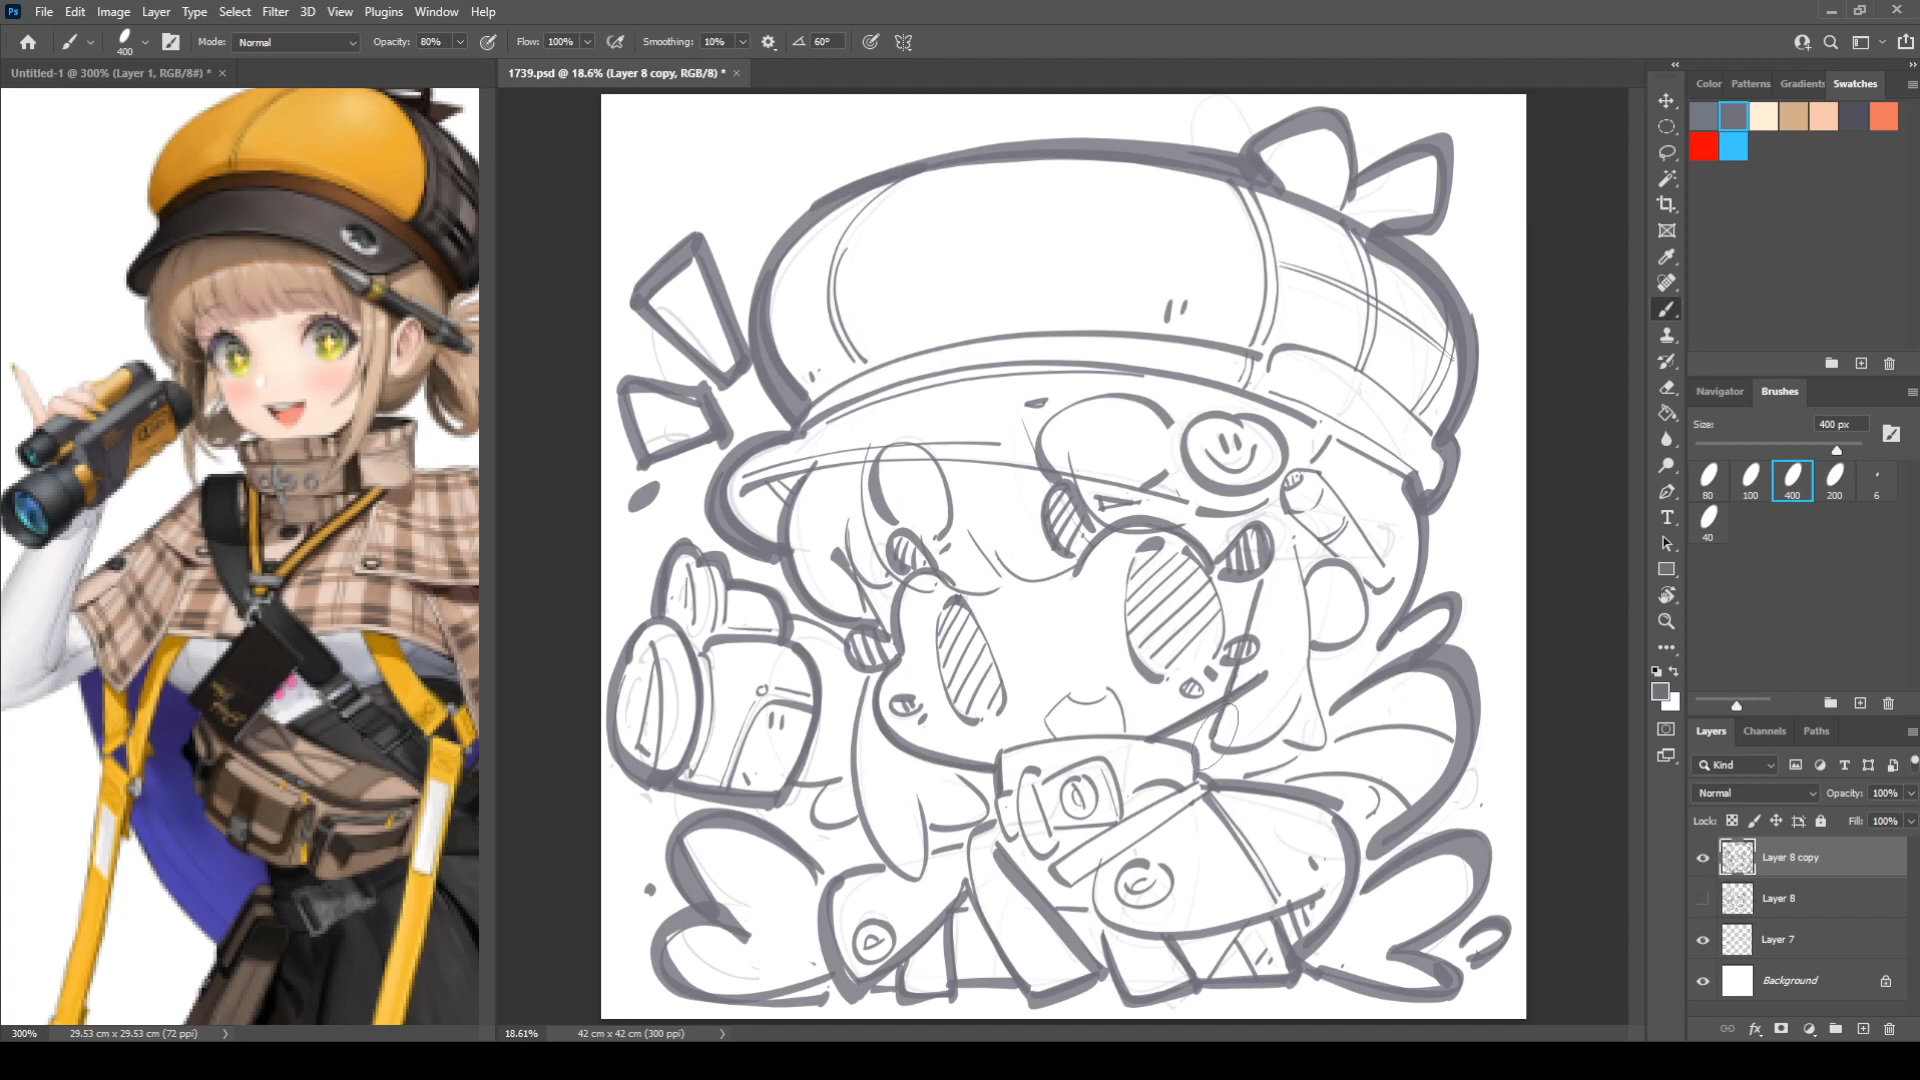 Ps File Edit Image Layer Type Select Filter 3D View Plugins Window Help
400 Mode: Normal Opacity: 80% Flow: 100% Smoothing: 10% 60°
Untitled-1 @ 300% (Layer 1, RGB/8#) * ×
1739.psd @ 18.6% (Layer 8 copy, RGB/8) * ×
Color Patterns Gradients Swatches
Navigator Brushes
Size: 400 px
80 100 400 200 6
40
Layers Channels Paths
Kind
Normal Opacity: 100%
Lock: Fill: 100%
Layer 8 copy
Layer 8
Layer 7
Background
300% 29.53 cm x 29.53 cm (72 ppi)
18.61% 42 cm x 42 cm (300 ppi)